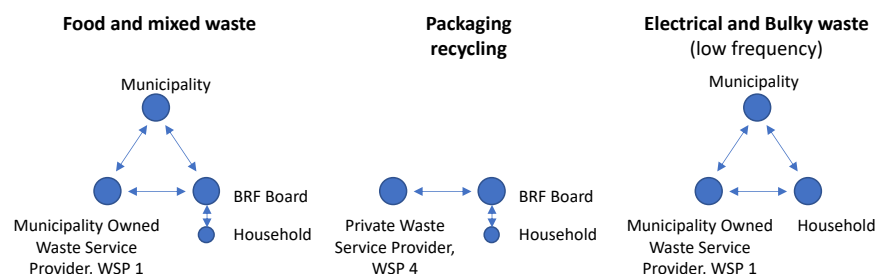 Food and mixed waste
Municipality
BRF Board
Household
Municipality Owned
Waste Service
Provider, WSP 1
Packaging
recycling
BRF Board
Household
Private Waste
Service Provider,
WSP 4
Electrical and Bulky waste
(low frequency)
Municipality
Municipality Owned
Waste Service
Provider, WSP 1
Household